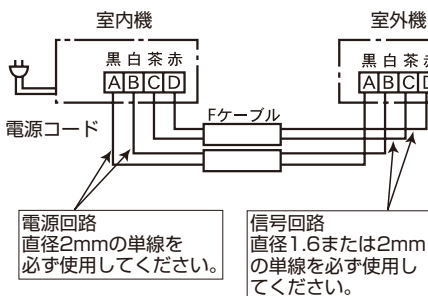 室内機
室外機
黒 白 茶 赤
黒 白 茶 赤
A B C D
A B C D
電源コード
Fケーブル
電源回路
直径2mmの単線を
必ず使用してください。
信号回路
直径1.6または2mm
の単線を必ず使用し
てください。